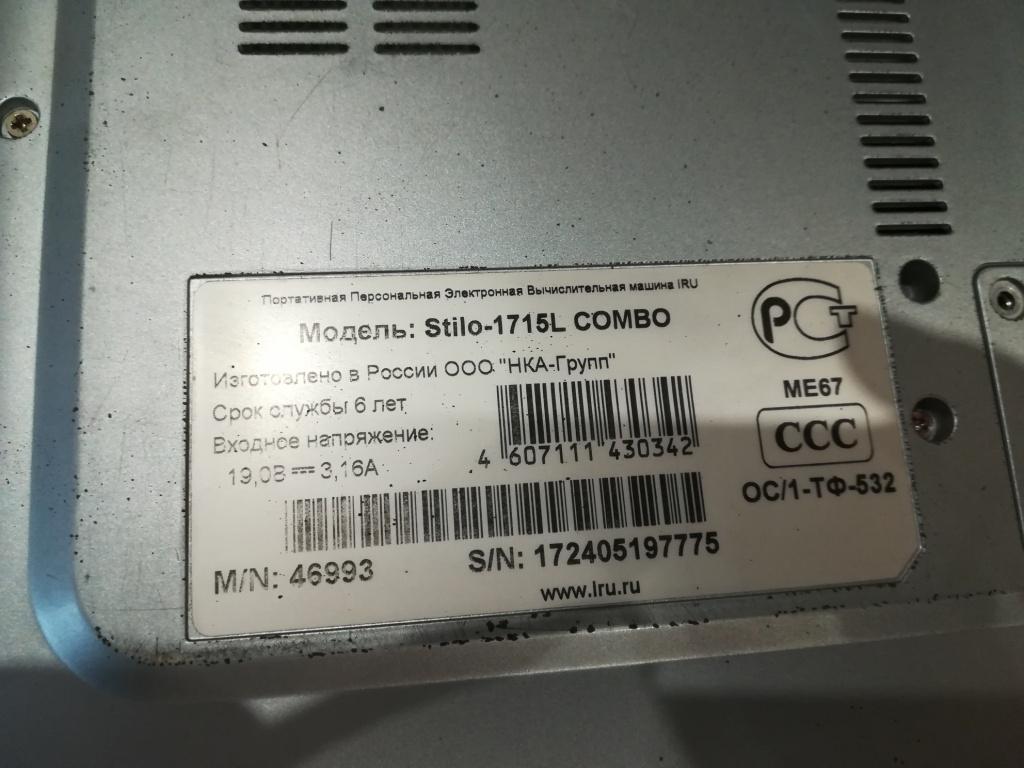 Портативная Персональная Электронная Вычислительная машина IRU
Модель: Stilo-1715L COMBO
Изготовлено в России ООО "НКА-Групп"
Срок службы 6 лет
Входное напряжение:
19,0В 3,16А
4 607111 430342
M/N: 46993
S/N: 172405197775
www.iru.ru
РСТ
ME67
CCC
ОС/1-ТФ-532